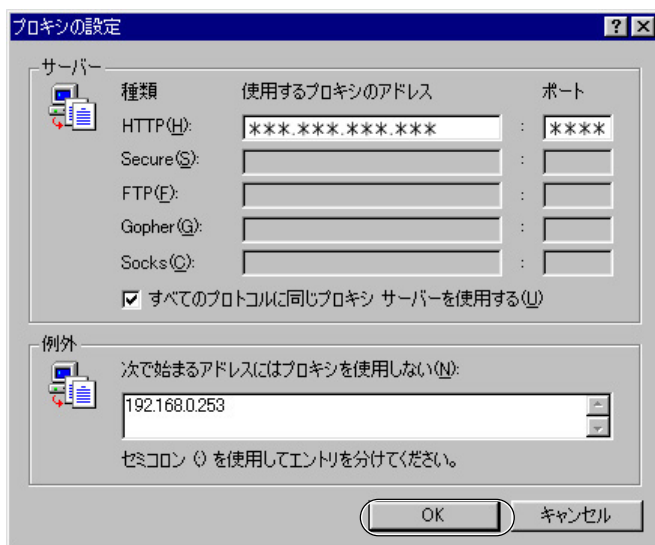 プロキシの設定
サーバー
種類 使用するプロキシのアドレス ポート
HTTP(H): ***.***.***.*** : ****
Secure(S): :
FTP(F): :
Gopher(G): :
Socks(C): :
すべてのプロトコルに同じプロキシ サーバーを使用する(U)
例外
次で始まるアドレスにはプロキシを使用しない(N):
192.168.0.253
セミコロン (;) を使用してエントリを分けてください。
OK キャンセル